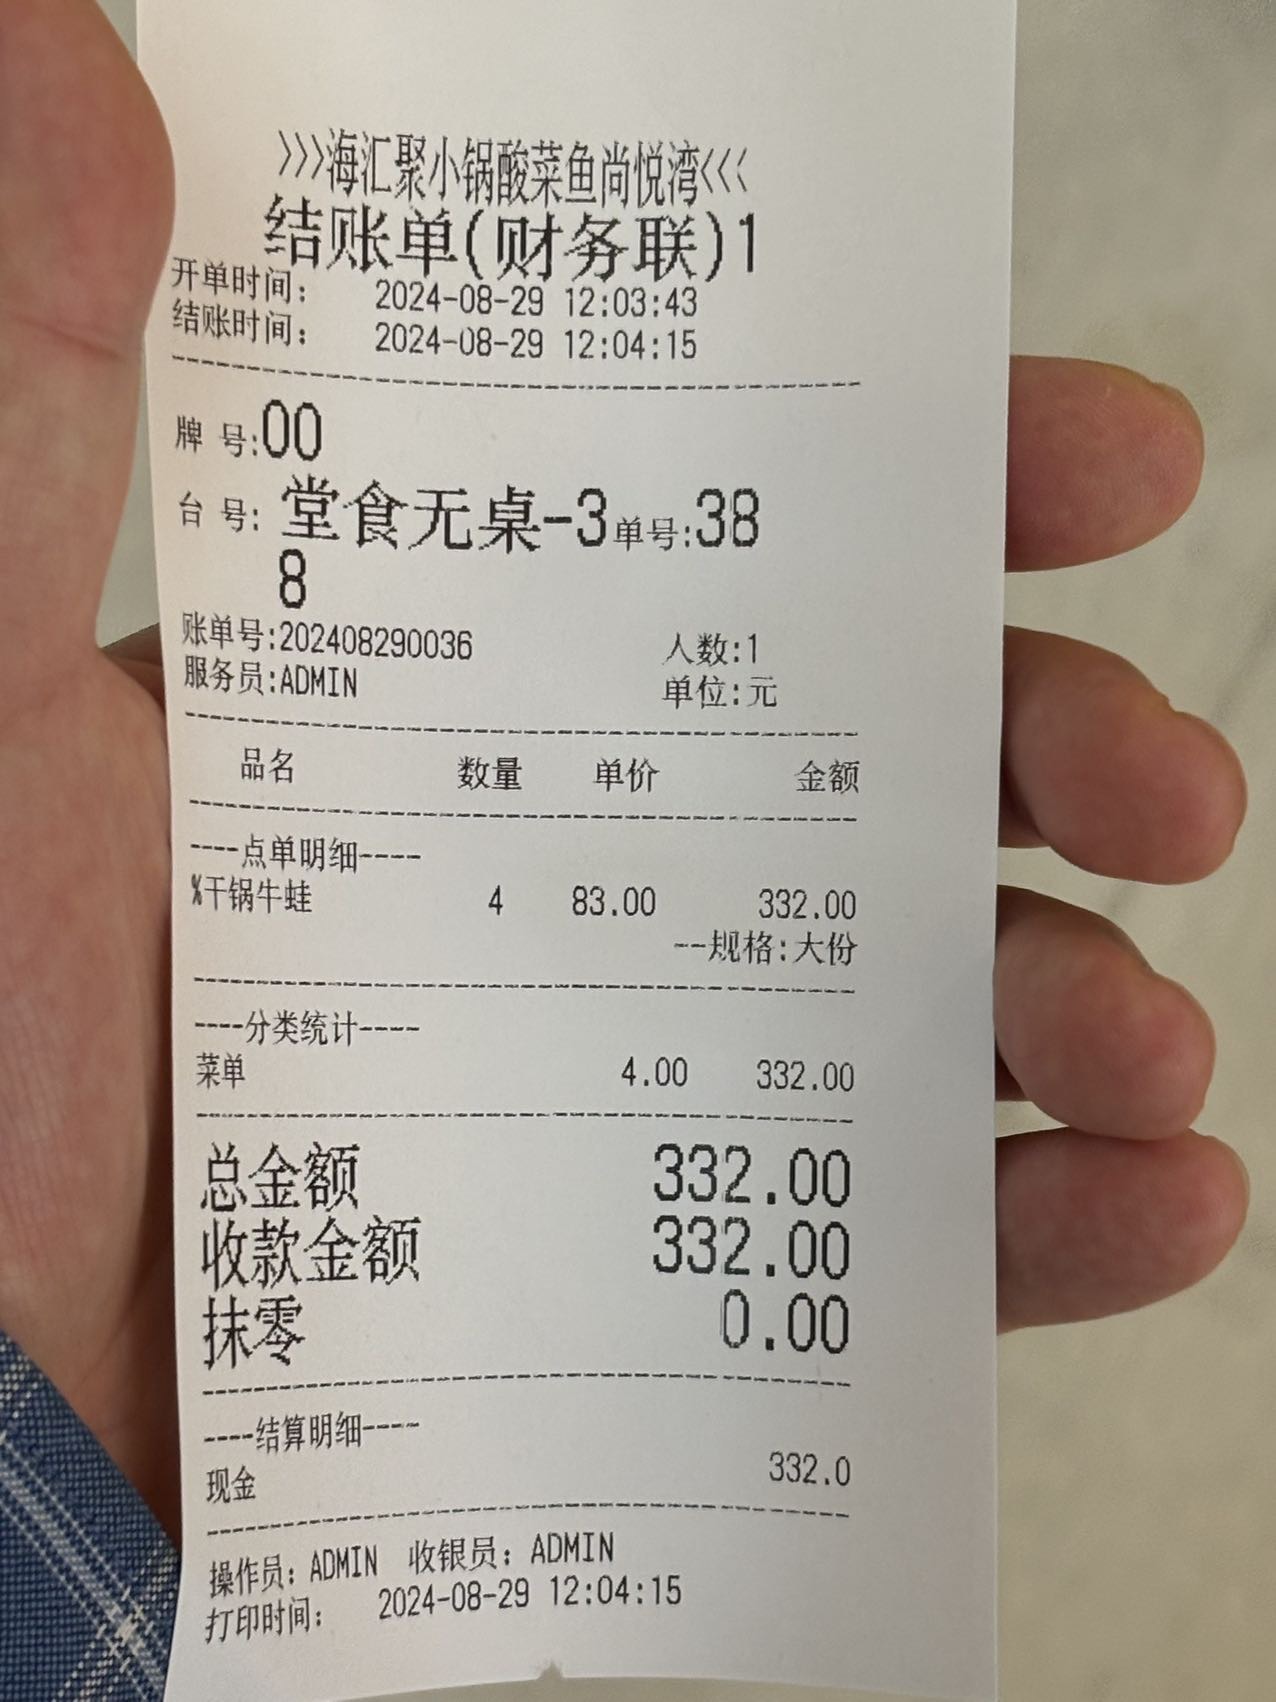 >>>海汇聚小锅酸菜鱼尚悦湾<<<
结账单(财务联)1
开单时间: 2024-08-29 12:03:43
结账时间: 2024-08-29 12:04:15
牌 号:00
台 号: 堂食无桌-3单号:38
8
账单号:202408290036 人数:1
服务员:ADMIN 单位:元
品名 数量 单价 金额
----点单明细----
%干锅牛蛙 4 83.00 332.00
--规格:大份
----分类统计----
菜单 4.00 332.00
总金额 332.00
收款金额 332.00
抹零 0.00
----结算明细----
现金 332.0
操作员: ADMIN 收银员: ADMIN
打印时间: 2024-08-29 12:04:15